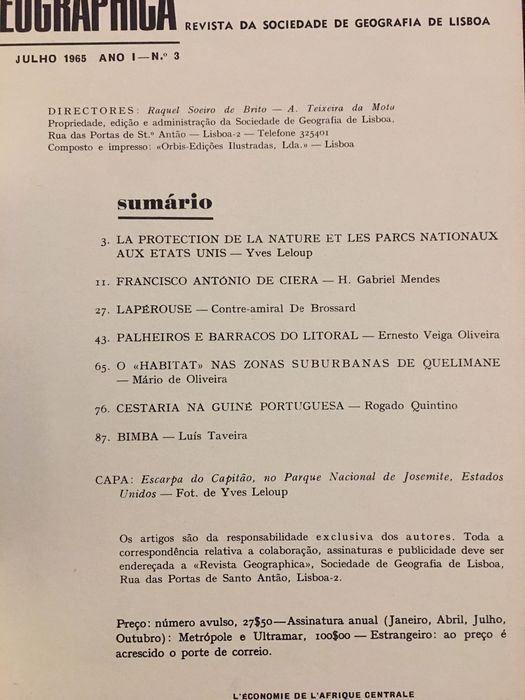 EOGRAPHICA REVISTA DA SOCIEDADE DE GEOGRAFIA DE LISBOA
JULHO 1965 ANO I—N.º 3
DIRECTORES: Raquel Soeiro de Brito — A. Teixeira da Mota
Propriedade, edição e administração da Sociedade de Geografia de Lisboa,
Rua das Portas de St.º Antão — Lisboa-2 — Telefone 325401
Composto e impresso: «Orbis-Edições Ilustradas, Lda.» — Lisboa
sumário
3. LA PROTECTION DE LA NATURE ET LES PARCS NATIONAUX
AUX ETATS UNIS — Yves Leloup
11. FRANCISCO ANTÓNIO DE CIERA — H. Gabriel Mendes
27. LAPÉROUSE — Contre-amiral De Brossard
43. PALHEIROS E BARRACOS DO LITORAL — Ernesto Veiga Oliveira
65. O «HABITAT» NAS ZONAS SUBURBANAS DE QUELIMANE
— Mário de Oliveira
76. CESTARIA NA GUINÉ PORTUGUESA — Rogado Quintino
87. BIMBA — Luís Taveira
CAPA: Escarpa do Capitão, no Parque Nacional de Josemite, Estados
Unidos — Fot. de Yves Leloup
Os artigos são da responsabilidade exclusiva dos autores. Toda a
correspondência relativa a colaboração, assinaturas e publicidade deve ser
endereçada a «Revista Geographica», Sociedade de Geografia de Lisboa,
Rua das Portas de Santo Antão, Lisboa-2.
Preço: número avulso, 27$50—Assinatura anual (Janeiro, Abril, Julho,
Outubro): Metrópole e Ultramar, 100$00 — Estrangeiro: ao preço é
acrescido o porte de correio.
L'ÉCONOMIE DE L'AFRIQUE CENTRALE